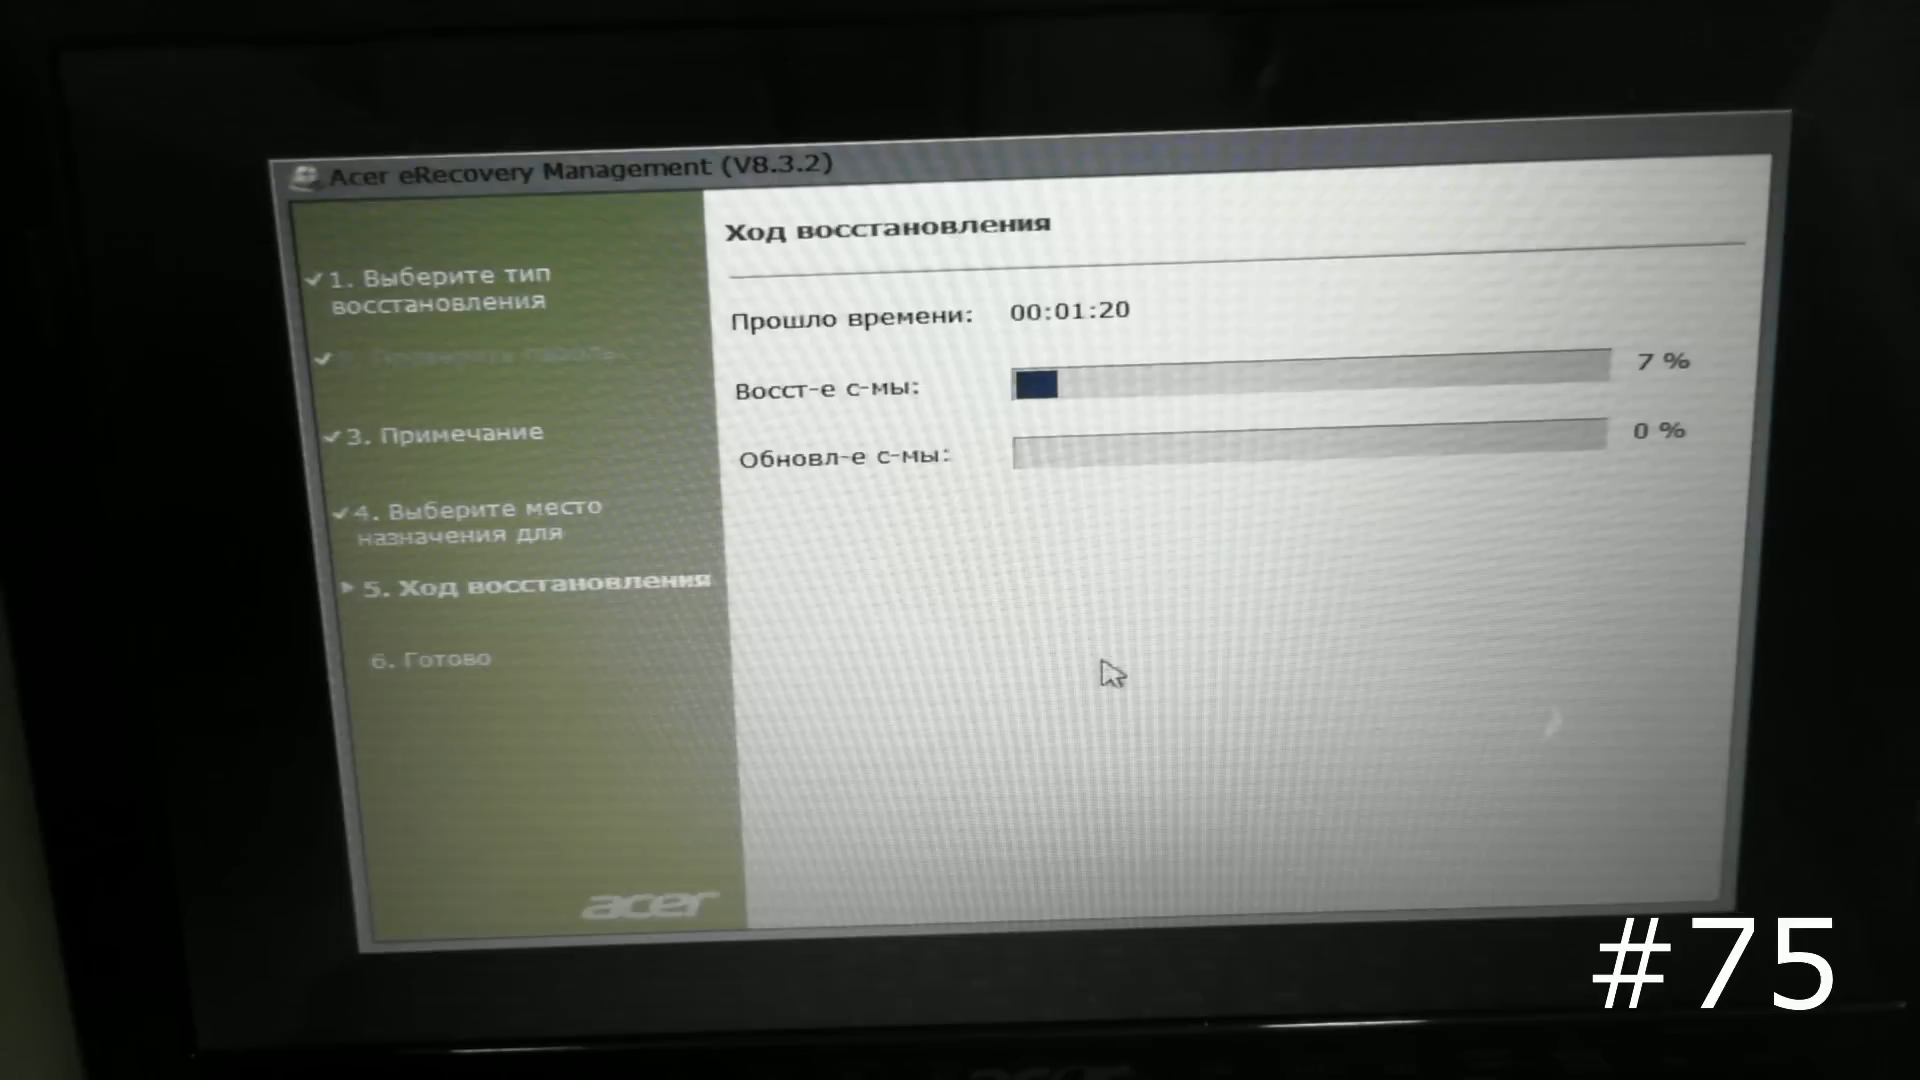 Acer eRecovery Management (V8.3.2)
✓ 1. Выберите тип
восстановления
✓ 3. Примечание
✓ 4. Выберите место
назначения для
▶ 5. Ход восстановления
6. Готово
acer
Ход восстановления
Прошло времени: 00:01:20
Восст-е с-мы: 7 %
Обновл-е с-мы: 0 %
#75